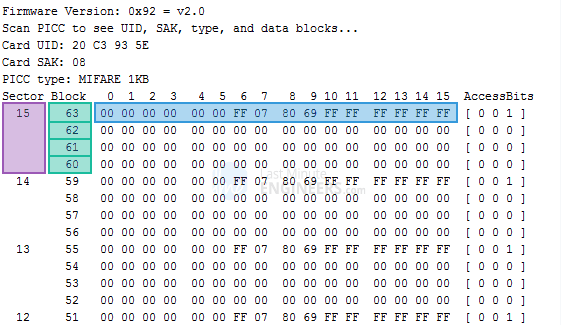 Firmware Version: 0x92 = v2.0
Scan PICC to see UID, SAK, type, and data blocks...
Card UID: 20 C3 93 5E
Card SAK: 08
PICC type: MIFARE 1KB
Sector Block 0 1 2 3 4 5 6 7 8 9 10 11 12 13 14 15 AccessBits
15 63 00 00 00 00 00 00 FF 07 80 69 FF FF FF FF FF FF [ 0 0 1 ]
62 00 00 00 00 00 00 00 00 00 00 00 00 00 00 00 00 [ 0 0 0 ]
61 00 00 00 00 00 00 00 00 00 00 00 00 00 00 00 00 [ 0 0 0 ]
60 00 00 00 00 00 00 00 00 00 00 00 00 00 00 00 00 [ 0 0 0 ]
14 59 00 00 00 00 00 00 FF 07 80 69 FF FF FF FF FF FF [ 0 0 1 ]
Last Minute
ENGINEERS.com
58 00 00 00 00 00 00 00 00 00 00 00 00 00 00 00 00 [ 0 0 0 ]
57 00 00 00 00 00 00 00 00 00 00 00 00 00 00 00 00 [ 0 0 0 ]
56 00 00 00 00 00 00 00 00 00 00 00 00 00 00 00 00 [ 0 0 0 ]
13 55 00 00 00 00 00 00 FF 07 80 69 FF FF FF FF FF FF [ 0 0 1 ]
54 00 00 00 00 00 00 00 00 00 00 00 00 00 00 00 00 [ 0 0 0 ]
53 00 00 00 00 00 00 00 00 00 00 00 00 00 00 00 00 [ 0 0 0 ]
52 00 00 00 00 00 00 00 00 00 00 00 00 00 00 00 00 [ 0 0 0 ]
12 51 00 00 00 00 00 00 FF 07 80 69 FF FF FF FF FF FF [ 0 0 1 ]